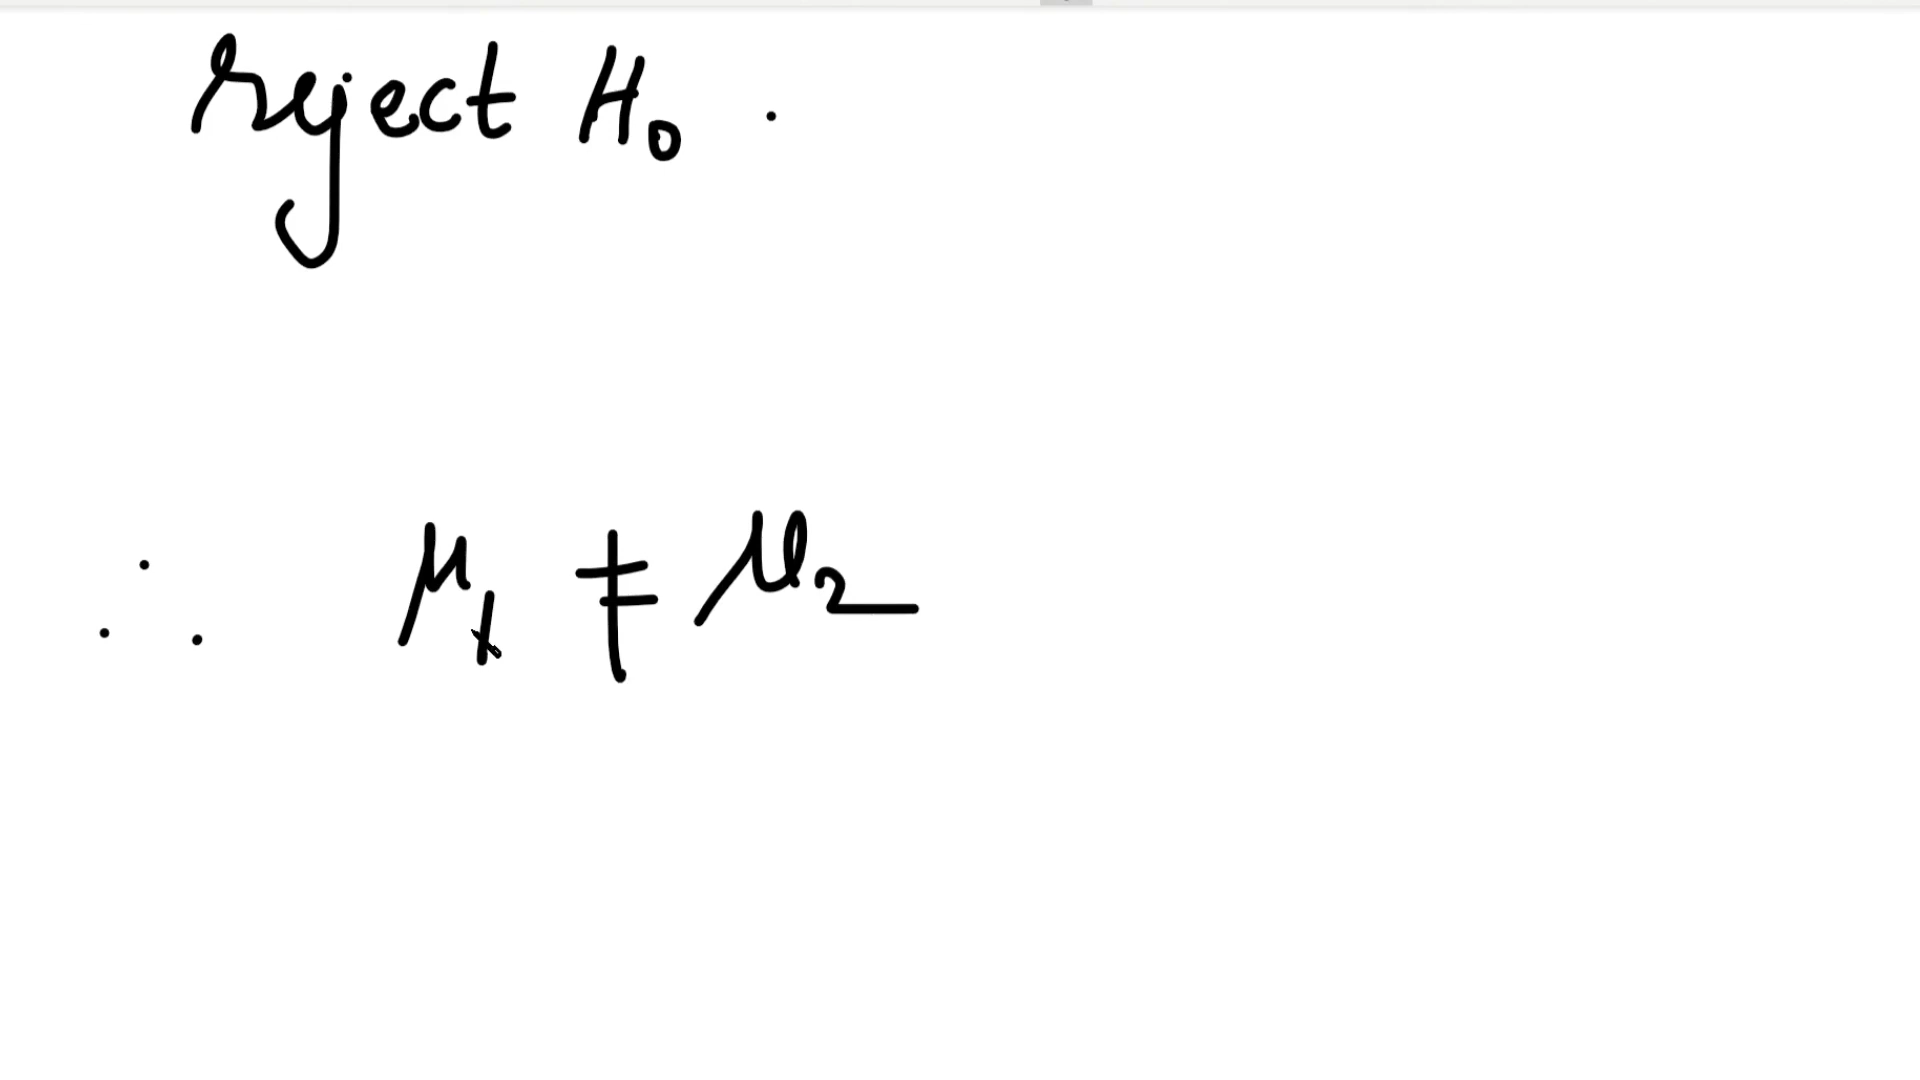 reject H₀ .
∴ μ₁ ≠ μ₂